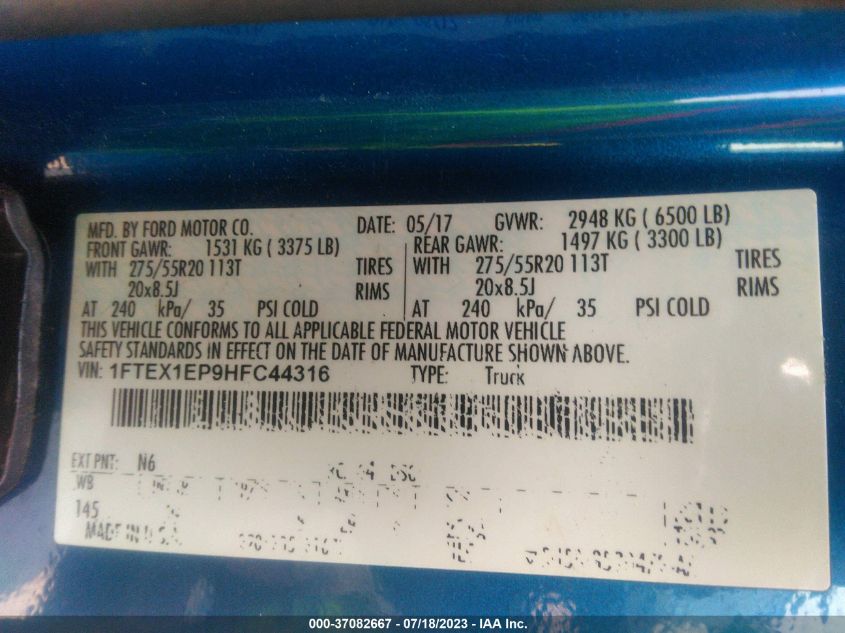 MFD. BY FORD MOTOR CO. DATE: 05/17 GVWR: 2948 KG ( 6500 LB)
FRONT GAWR: 1531 KG ( 3375 LB) REAR GAWR: 1497 KG ( 3300 LB)
WITH 275/55R20 113T TIRES WITH 275/55R20 113T TIRES
20x8.5J RIMS 20x8.5J RIMS
AT 240 kPa/ 35 PSI COLD AT 240 kPa/ 35 PSI COLD
THIS VEHICLE CONFORMS TO ALL APPLICABLE FEDERAL MOTOR VEHICLE
SAFETY STANDARDS IN EFFECT ON THE DATE OF MANUFACTURE SHOWN ABOVE.
VIN: 1FTEX1EP9HFC44316 TYPE: Truck
EXT PNT: N6
WB
145
MADE IN U.S.A.
000-37082667 - 07/18/2023 - IAA Inc.